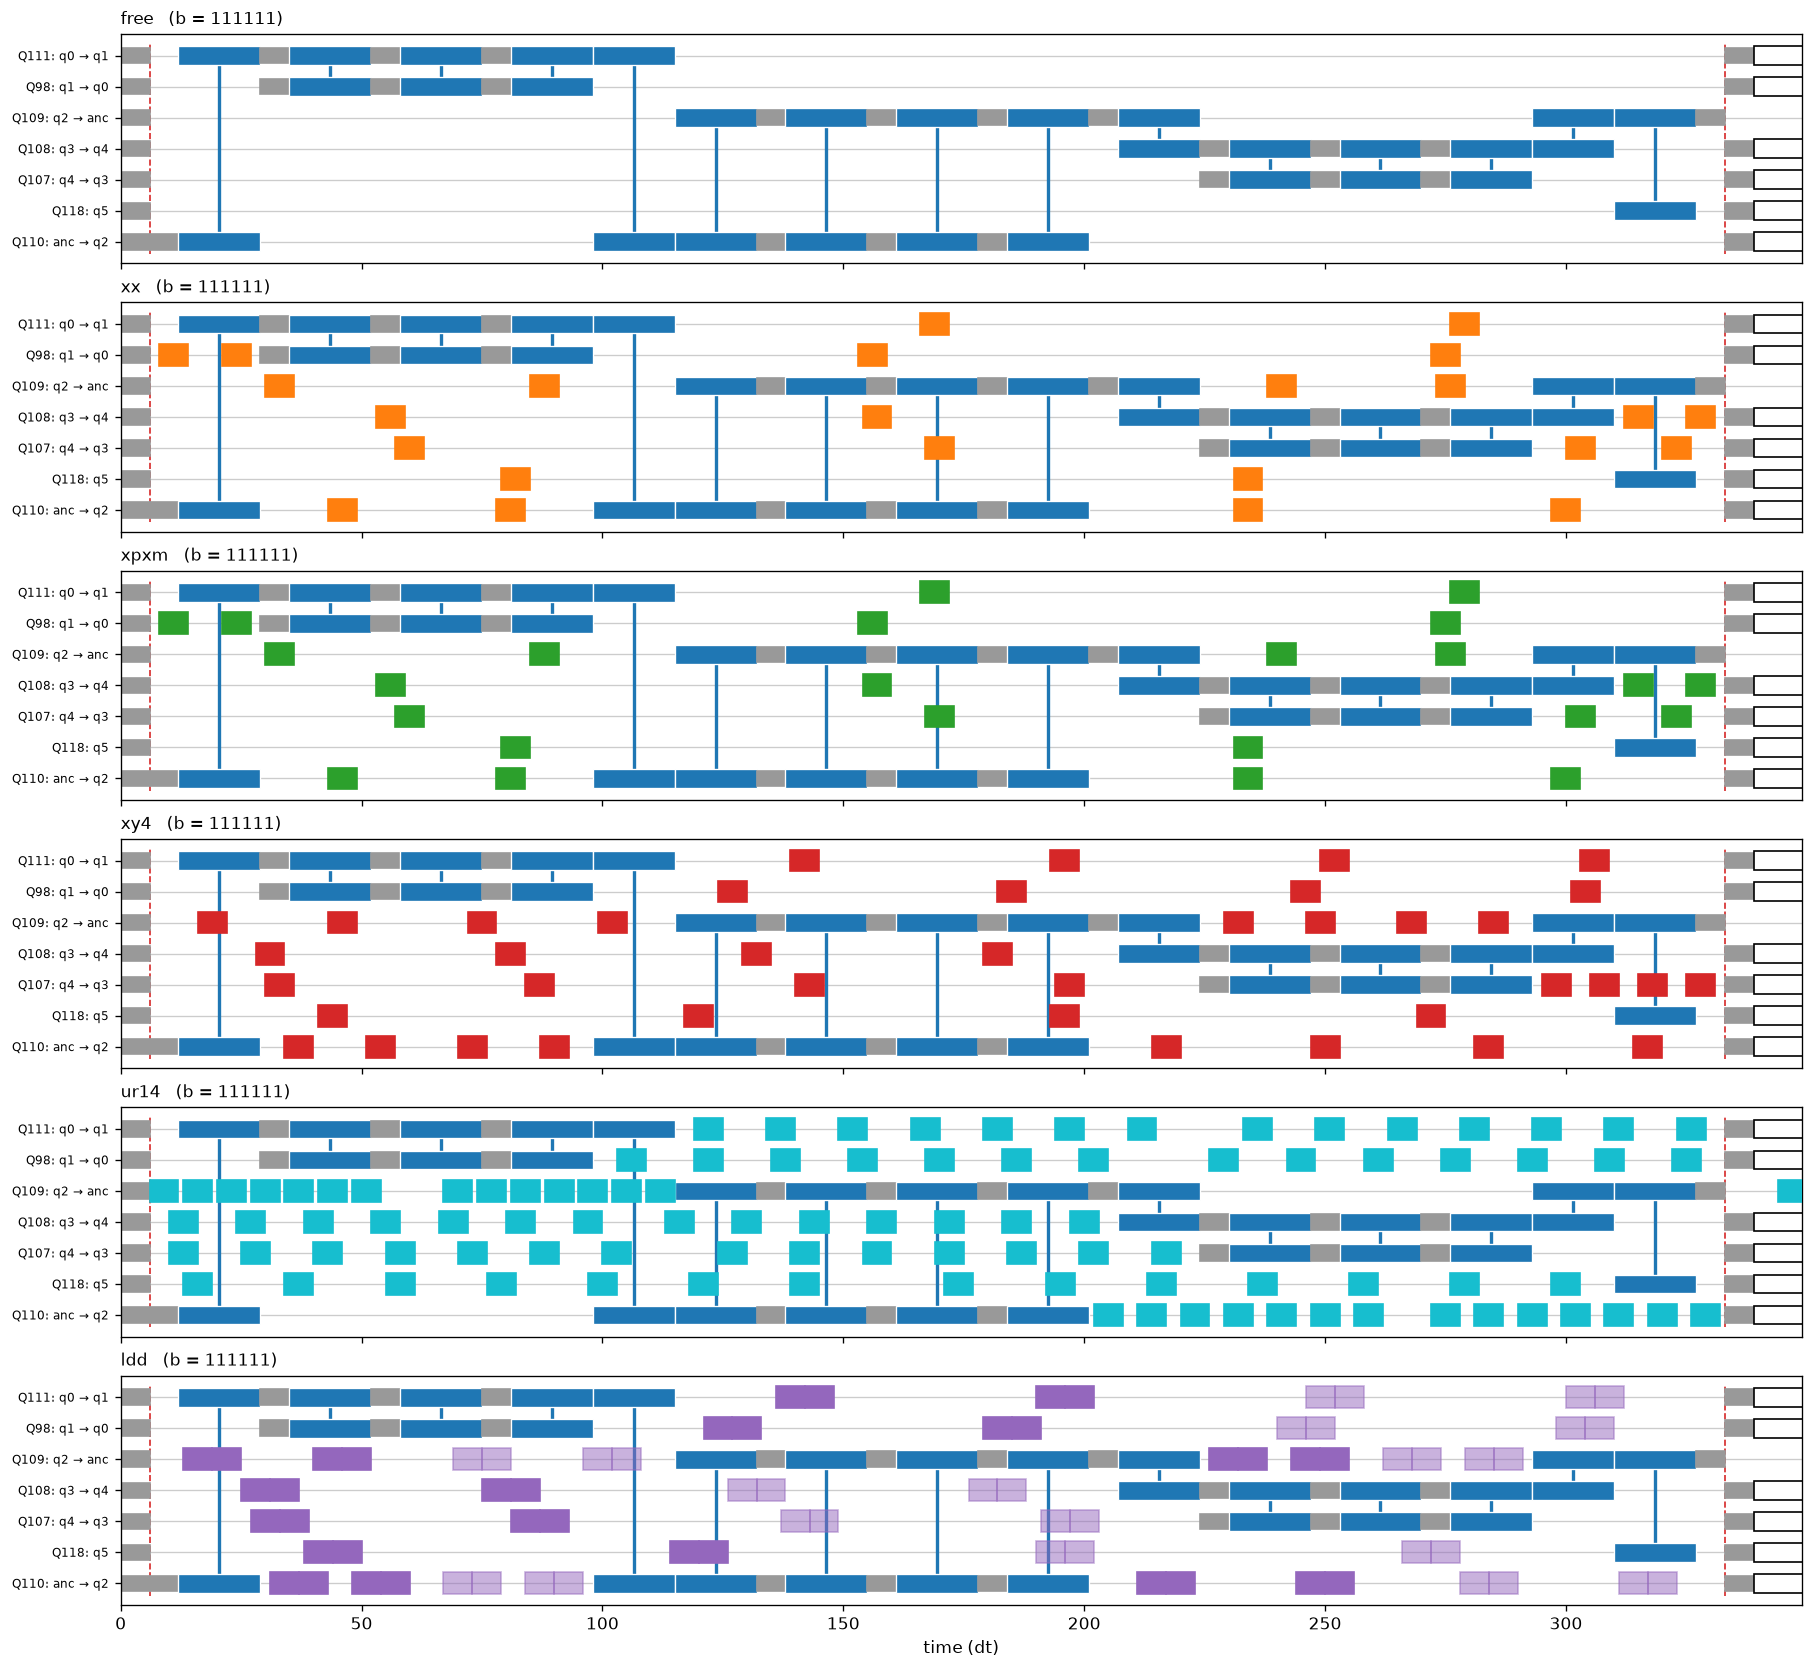 free (b = 111111)
Q111: q0 → q1
Q98: q1 → q0
Q109: q2 → anc
Q108: q3 → q4
Q107: q4 → q3
Q118: q5
Q110: anc → q2
xx (b = 111111)
Q111: q0 → q1
Q98: q1 → q0
Q109: q2 → anc
Q108: q3 → q4
Q107: q4 → q3
Q118: q5
Q110: anc → q2
xpxm (b = 111111)
Q111: q0 → q1
Q98: q1 → q0
Q109: q2 → anc
Q108: q3 → q4
Q107: q4 → q3
Q118: q5
Q110: anc → q2
xy4 (b = 111111)
Q111: q0 → q1
Q98: q1 → q0
Q109: q2 → anc
Q108: q3 → q4
Q107: q4 → q3
Q118: q5
Q110: anc → q2
ur14 (b = 111111)
Q111: q0 → q1
Q98: q1 → q0
Q109: q2 → anc
Q108: q3 → q4
Q107: q4 → q3
Q118: q5
Q110: anc → q2
ldd (b = 111111)
Q111: q0 → q1
Q98: q1 → q0
Q109: q2 → anc
Q108: q3 → q4
Q107: q4 → q3
Q118: q5
Q110: anc → q2
0 50 100 150 200 250 300
time (dt)